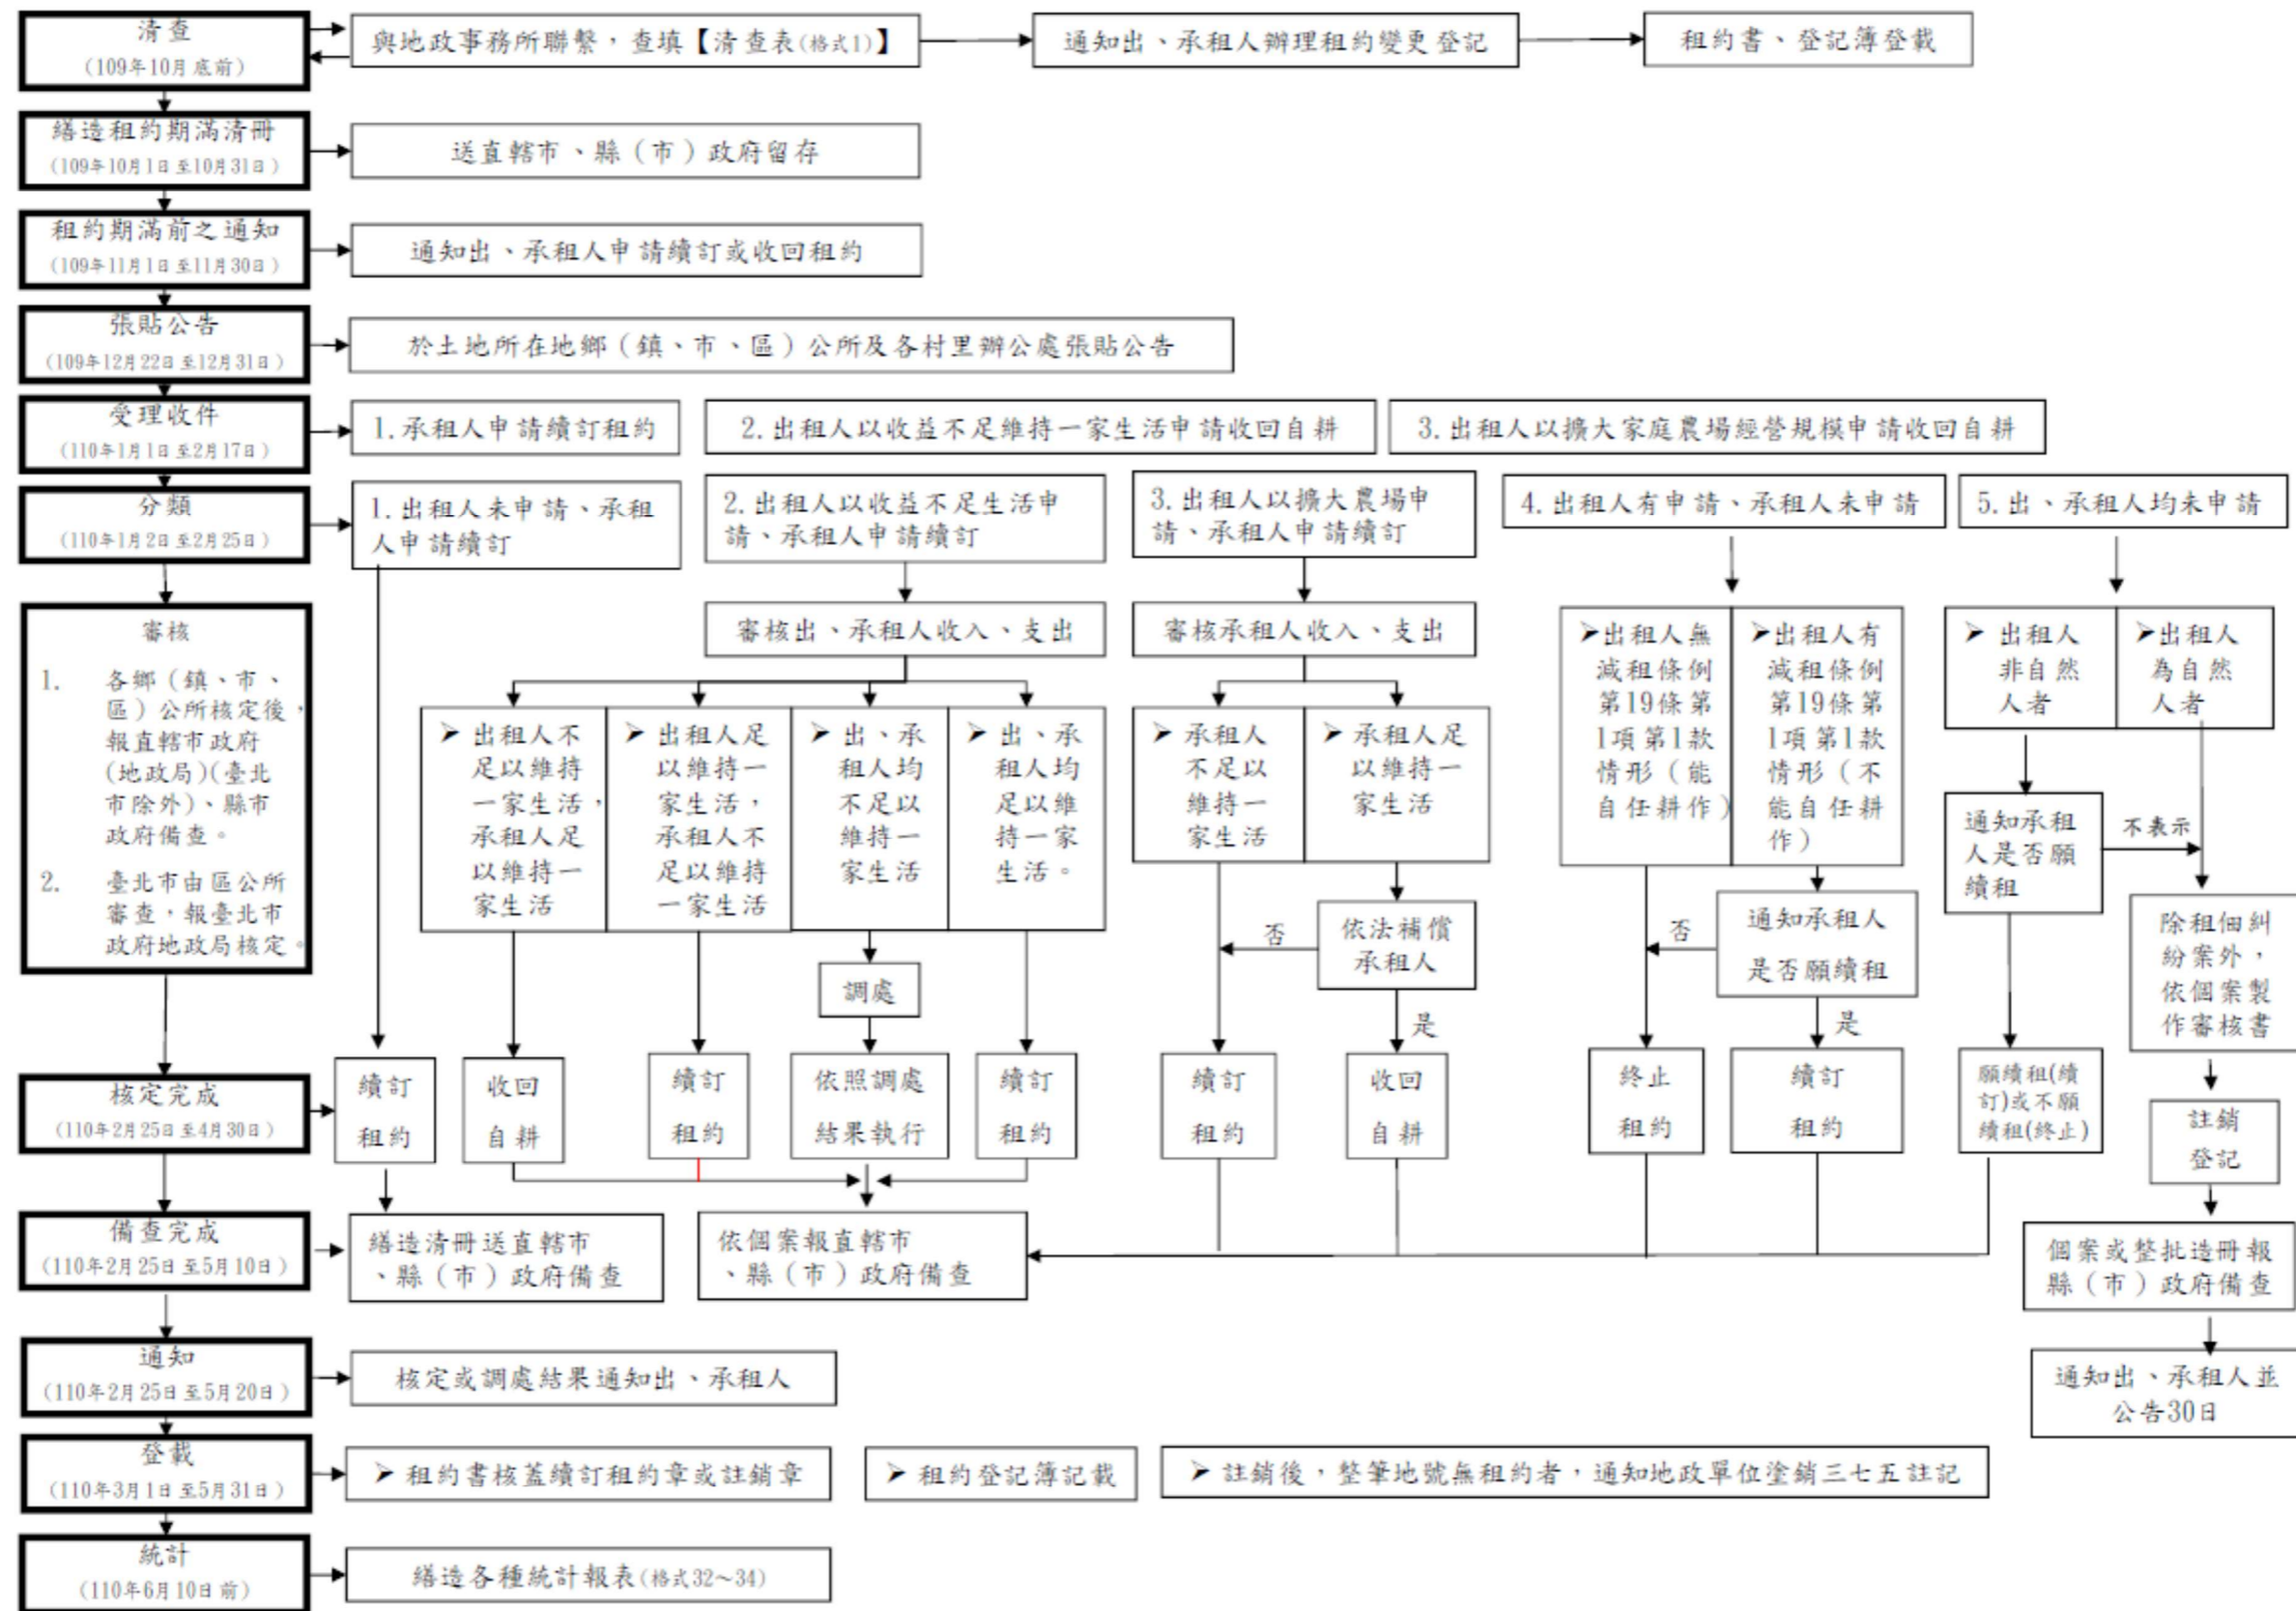 清查
(109年10月底前)
與地政事務所聯繫，查填【清查表(格式1)】
通知出、承租人辦理租約變更登記
租約書、登記簿登載
繕造租約期滿清冊
(109年10月1日至10月31日)
送直轄市、縣（市）政府留存
租約期滿前之通知
(109年11月1日至11月30日)
通知出、承租人申請續訂或收回租約
張貼公告
(109年12月22日至12月31日)
於土地所在地鄉（鎮、市、區）公所及各村里辦公處張貼公告
受理收件
(110年1月1日至2月17日)
1.承租人申請續訂租約
2.出租人以收益不足維持一家生活申請收回自耕
3.出租人以擴大家庭農場經營規模申請收回自耕
分類
(110年1月2日至2月25日)
1.出租人未申請、承租
人申請續訂
2.出租人以收益不足生活申
請、承租人申請續訂
3.出租人以擴大農場申
請、承租人申請續訂
4.出租人有申請、承租人未申請
5.出、承租人均未申請
審核
1. 各鄉（鎮、市、
區）公所核定後，
報直轄市政府
(地政局)(臺北
市除外)、縣市
政府備查。
2. 臺北市由區公所
審查，報臺北市
政府地政局核定。
審核出、承租人收入、支出
審核承租人收入、支出
➢ 出租人不
足以維持
一家生活，
承租人足
以維持一
家生活
➢ 出租人足
以維持一
家生活，
承租人不
足以維持
一家生活
➢ 出、承
租人均
不足以
維持一
家生活
➢ 出、承
租人均
足以維
持一家
生活。
➢ 承租人
不足以
維持一
家生活
➢ 承租人足
以維持一
家生活
➢出租人無
減租條例
第19條第
1項第1款
情形（能
自任耕作）
➢出租人有
減租條例
第19條第
1項第1款
情形（不
能自任耕
作）
➢ 出租人
非自然
人者
➢出租人
為自然
人者
調處
否
依法補償
承租人
是
否
通知承租人
是否願續租
是
通知承租
人是否願
續租
不表示
除租佃糾
紛案外，
依個案製
作審核書
核定完成
(110年2月25日至4月30日)
續訂
租約
收回
自耕
續訂
租約
依照調處
結果執行
續訂
租約
續訂
租約
收回
自耕
終止
租約
續訂
租約
願續租(續
訂)或不願
續租(終止)
註銷
登記
備查完成
(110年2月25日至5月10日)
繕造清冊送直轄市
、縣（市）政府備查
依個案報直轄市
、縣（市）政府備查
個案或整批造冊報
縣（市）政府備查
通知
(110年2月25日至5月20日)
核定或調處結果通知出、承租人
通知出、承租人並
公告30日
登載
(110年3月1日至5月31日)
➢ 租約書核蓋續訂租約章或註銷章
➢ 租約登記簿記載
➢ 註銷後，整筆地號無租約者，通知地政單位塗銷三七五註記
統計
(110年6月10日前)
繕造各種統計報表(格式32～34)